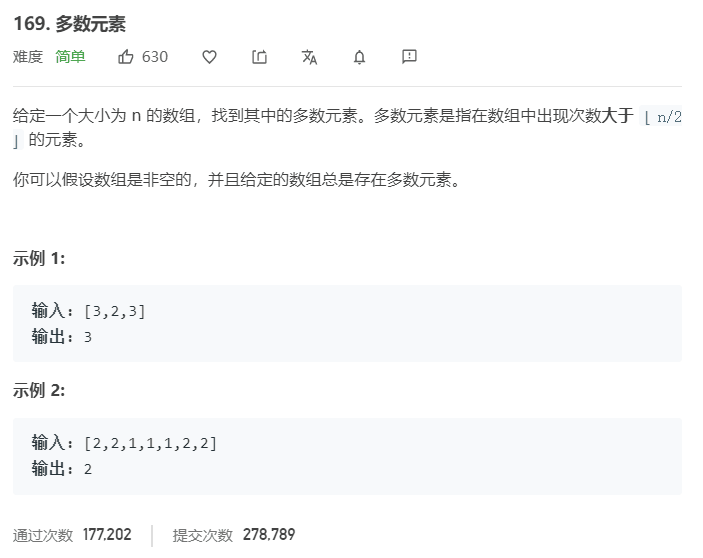 169. 多数元素
难度 简单 630
给定一个大小为 n 的数组，找到其中的多数元素。多数元素是指在数组中出现次数大于 ⌊ n/2
⌋ 的元素。
你可以假设数组是非空的，并且给定的数组总是存在多数元素。
示例 1:
输入: [3,2,3]
输出: 3
示例 2:
输入: [2,2,1,1,1,2,2]
输出: 2
通过次数 177,202 提交次数 278,789